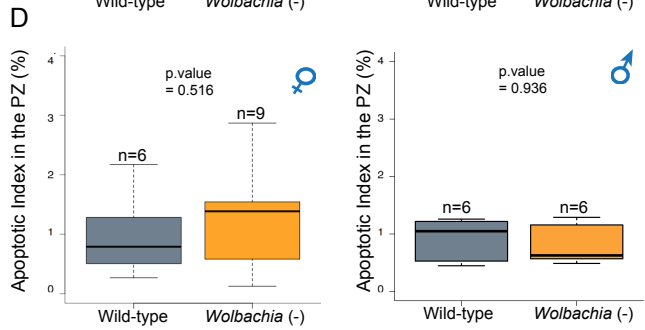 Wild-type Wolbachia (-) Wild-type Wolbachia (-)
D
Apoptotic Index in the PZ (%)
4
3
2
1
0
p.value
= 0.516
n=6
n=9
Wild-type Wolbachia (-)
Apoptotic Index in the PZ (%)
4
3
2
1
0
p.value
= 0.936
n=6
n=6
Wild-type Wolbachia (-)